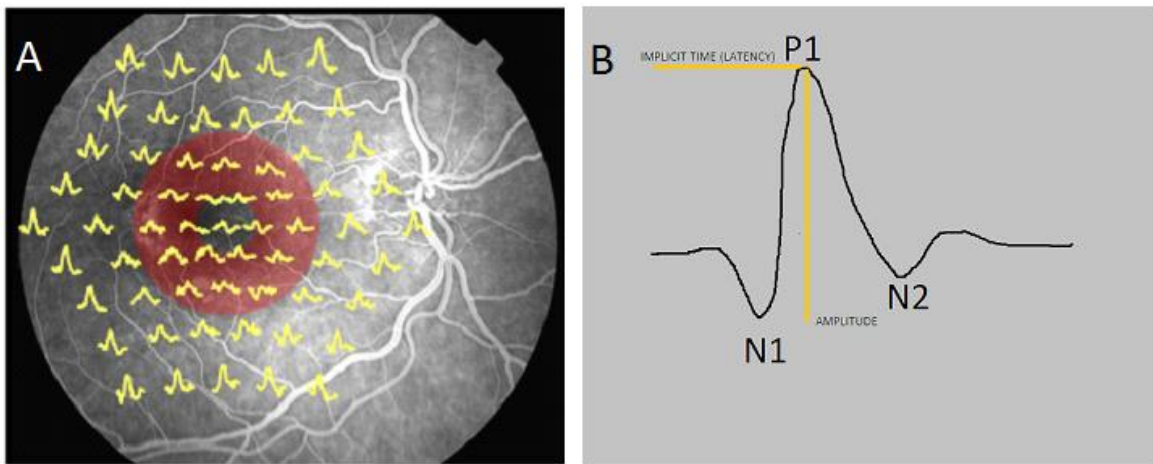 A
B
IMPLICIT TIME (LATENCY)
P1
N2
AMPLITUDE
N1